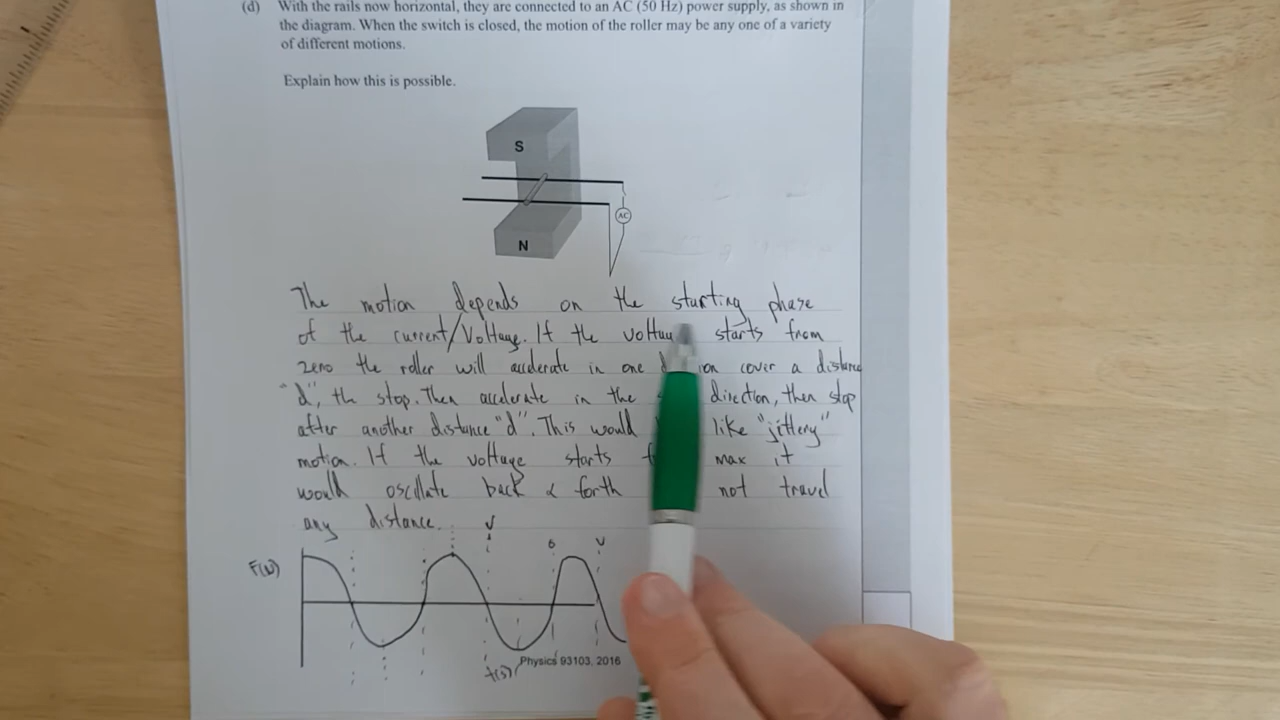 (d) With the rails now horizontal, they are connected to an AC (50 Hz) power supply, as shown in
the diagram. When the switch is closed, the motion of the roller may be any one of a variety
of different motions.
Explain how this is possible.
S
AC
N
The motion depends on the starting phase
of the current/Voltage. If the starts from
zero the roller will accelerate in one cover a distance
"d", th stop. Then accelerate in the direction, then stop
after another distance "d". This would like "jittery"
motion. If the voltage starts max it
would oscillate back & forth not travel
any distance.
F(N)
t(s)
Physics 93103, 2016